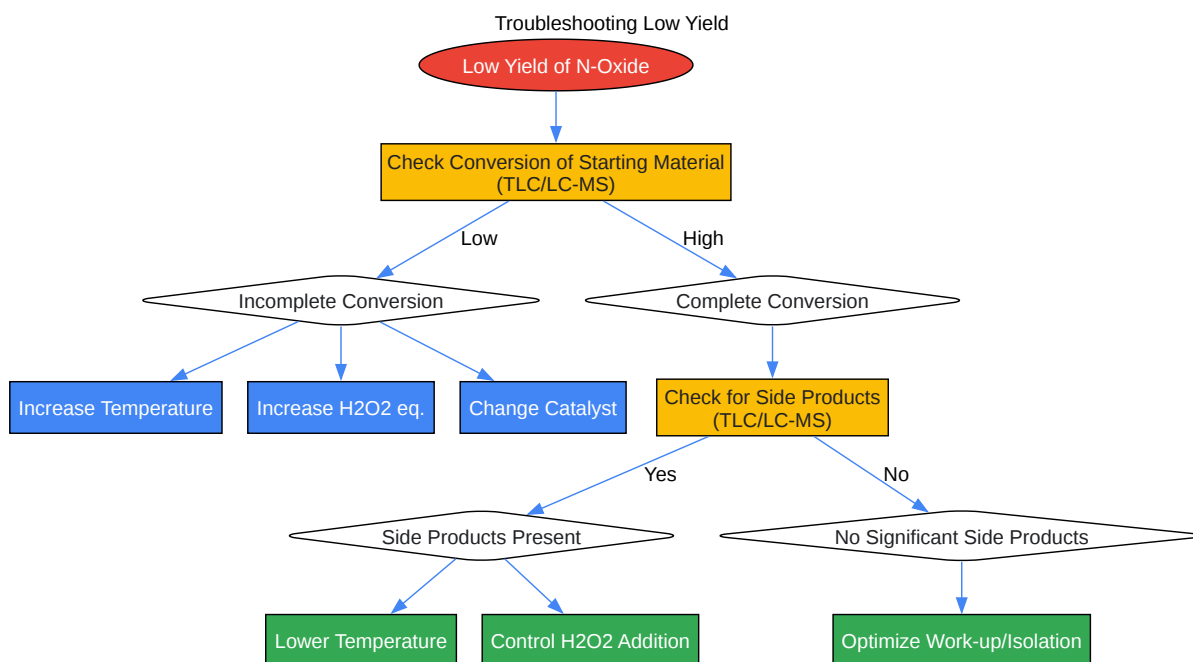 Troubleshooting Low Yield
Low Yield of N-Oxide
Check Conversion of Starting Material
(TLC/LC-MS)
Low
High
Incomplete Conversion
Complete Conversion
Increase Temperature
Increase H2O2 eq.
Change Catalyst
Check for Side Products
(TLC/LC-MS)
Yes
No
Side Products Present
No Significant Side Products
Lower Temperature
Control H2O2 Addition
Optimize Work-up/Isolation